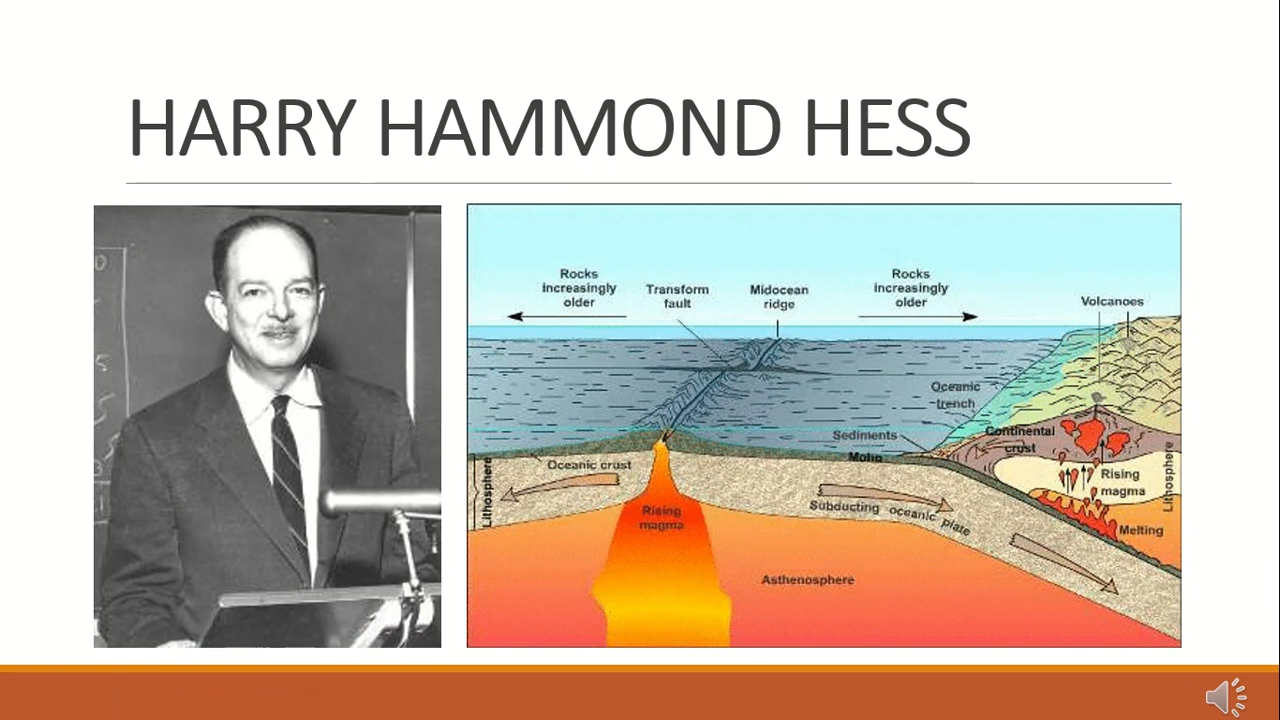 HARRY HAMMOND HESS
Rocks
increasingly
older
Transform
fault
Midocean
ridge
Rocks
increasingly
older
Volcanoes
Oceanic
trench
Sediments
Moho
Continental
crust
Oceanic crust
Lithosphere
Rising
magma
Subducting oceanic plate
Rising
magma
Melting
Lithosphere
Asthenosphere